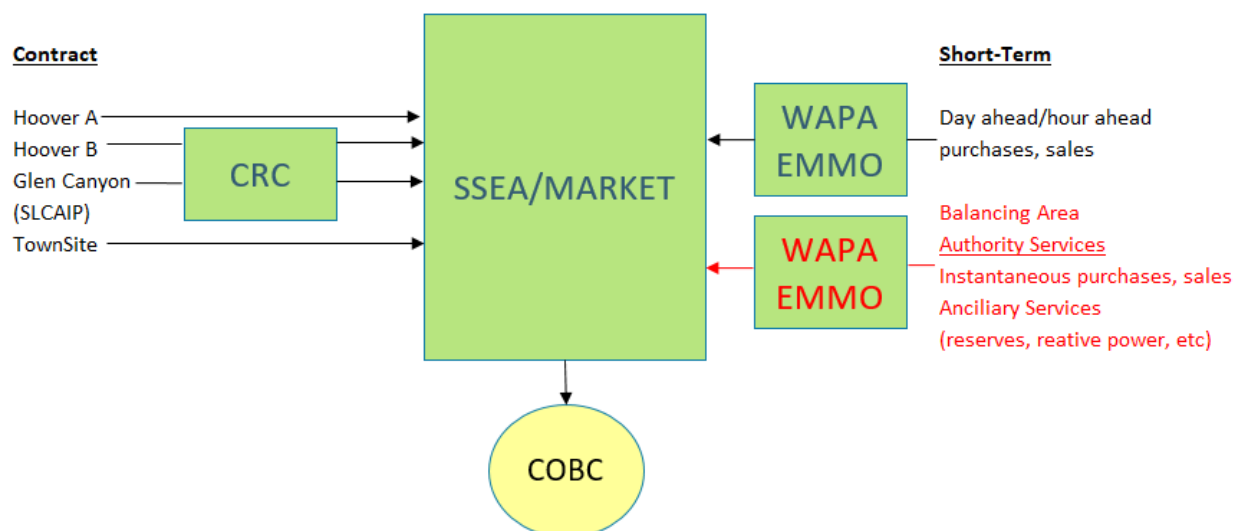 Contract
Hoover A
Hoover B
Glen Canyon
(SLCAIP)
TownSite
CRC
SSEA/MARKET
COBC
WAPA
EMMO
WAPA
EMMO
Short-Term
Day ahead/hour ahead
purchases, sales
Balancing Area
Authority Services
Instantaneous purchases, sales
Anciliary Services
(reserves, reative power, etc)